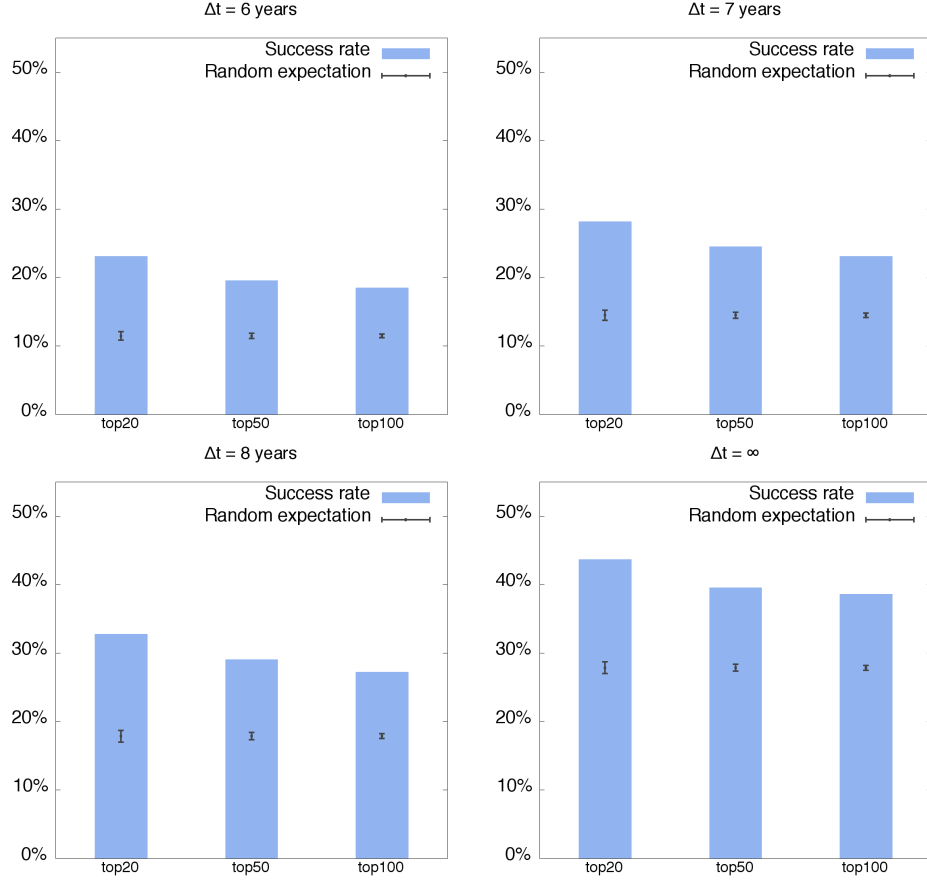 Δt = 6 years
Success rate
Random expectation
50%
40%
30%
20%
10%
0%
top20 top50 top100
Δt = 7 years
Success rate
Random expectation
50%
40%
30%
20%
10%
0%
top20 top50 top100
Δt = 8 years
Success rate
Random expectation
50%
40%
30%
20%
10%
0%
top20 top50 top100
Δt = ∞
Success rate
Random expectation
50%
40%
30%
20%
10%
0%
top20 top50 top100